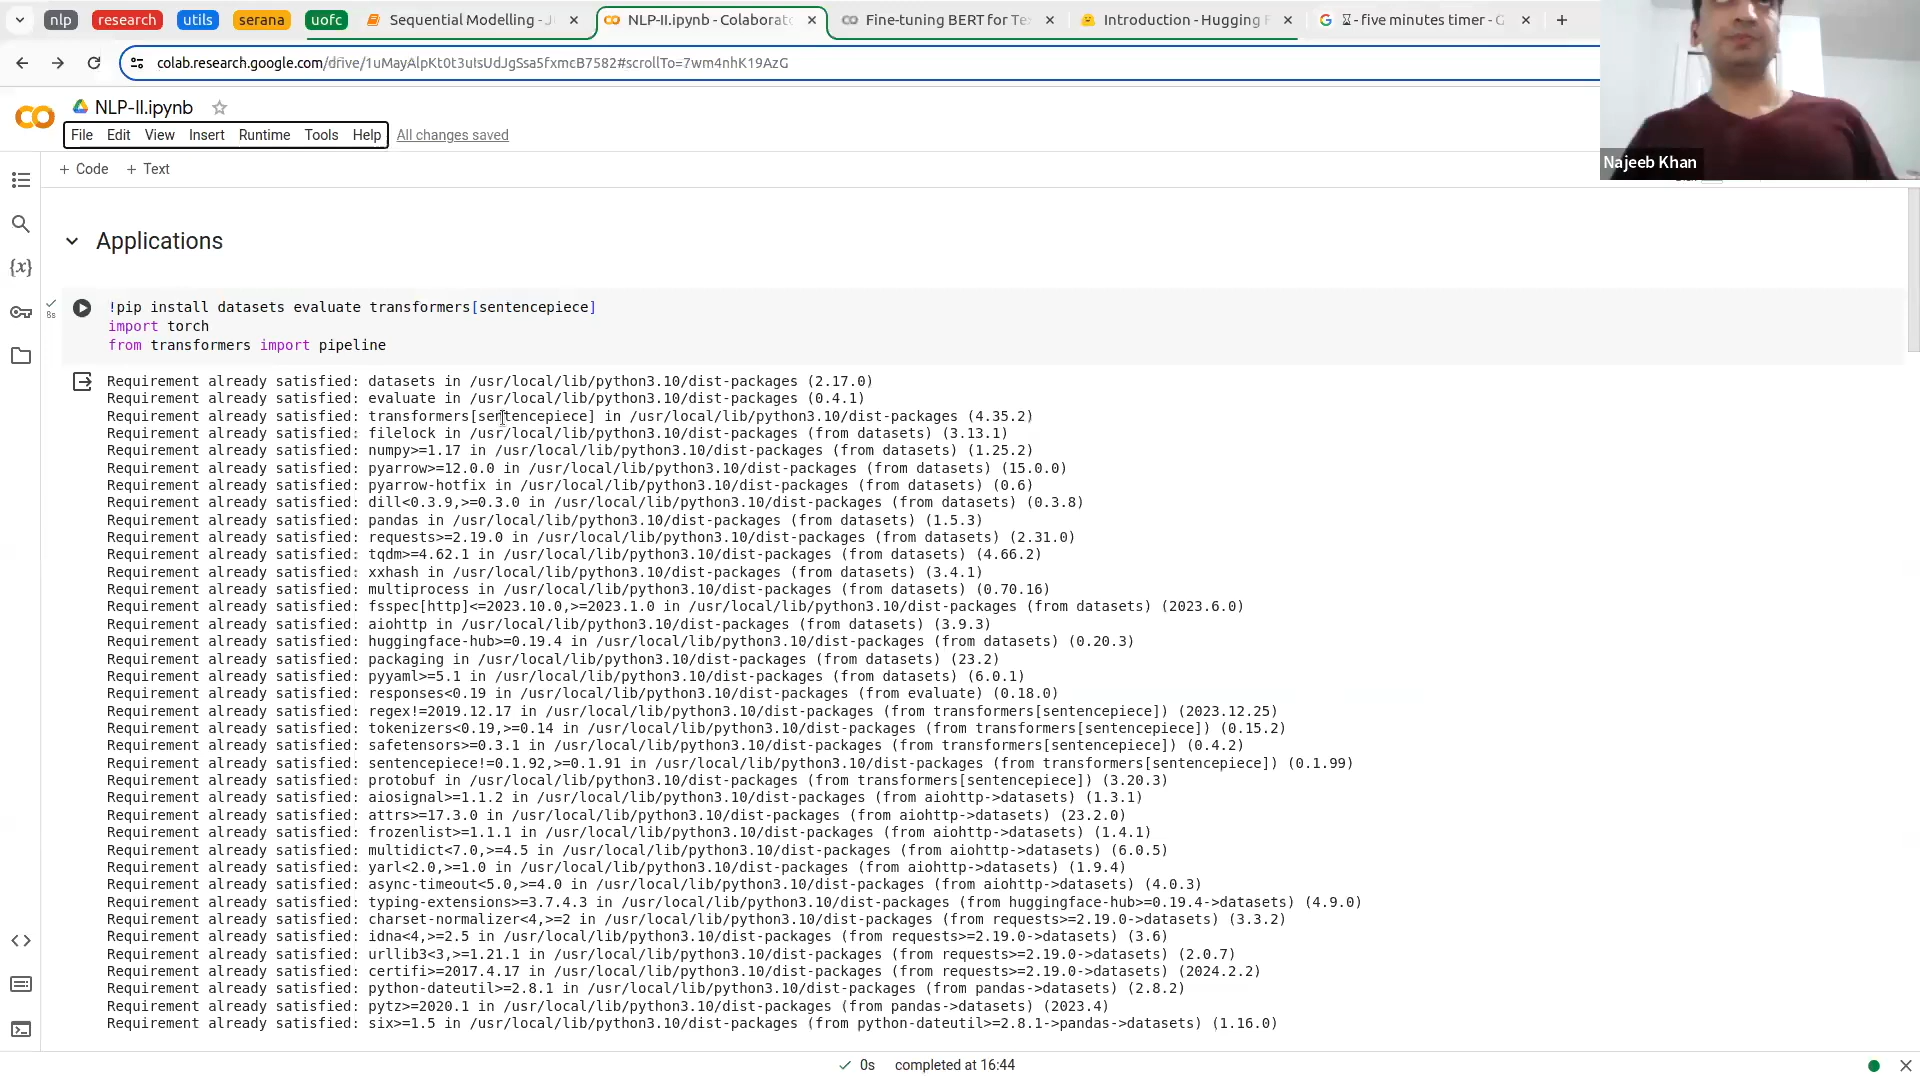 nlp research utils serana uofc Sequential Modelling - J NLP-II.ipynb - Colaborat Fine-tuning BERT for Te Introduction - Hugging F - five minutes timer - G
colab.research.google.com/drive/1uMayAlpKt0t3uIsUdJgSsa5fxmcB7582#scrollTo=7wm4nhK19AzG
NLP-II.ipynb
File Edit View Insert Runtime Tools Help All changes saved
Najeeb Khan
+ Code + Text
Applications
!pip install datasets evaluate transformers[sentencepiece]
8s
import torch
from transformers import pipeline
Requirement already satisfied: datasets in /usr/local/lib/python3.10/dist-packages (2.17.0)
Requirement already satisfied: evaluate in /usr/local/lib/python3.10/dist-packages (0.4.1)
Requirement already satisfied: transformers[sentencepiece] in /usr/local/lib/python3.10/dist-packages (4.35.2)
Requirement already satisfied: filelock in /usr/local/lib/python3.10/dist-packages (from datasets) (3.13.1)
Requirement already satisfied: numpy>=1.17 in /usr/local/lib/python3.10/dist-packages (from datasets) (1.25.2)
Requirement already satisfied: pyarrow>=12.0.0 in /usr/local/lib/python3.10/dist-packages (from datasets) (15.0.0)
Requirement already satisfied: pyarrow-hotfix in /usr/local/lib/python3.10/dist-packages (from datasets) (0.6)
Requirement already satisfied: dill<0.3.9,>=0.3.0 in /usr/local/lib/python3.10/dist-packages (from datasets) (0.3.8)
Requirement already satisfied: pandas in /usr/local/lib/python3.10/dist-packages (from datasets) (1.5.3)
Requirement already satisfied: requests>=2.19.0 in /usr/local/lib/python3.10/dist-packages (from datasets) (2.31.0)
Requirement already satisfied: tqdm>=4.62.1 in /usr/local/lib/python3.10/dist-packages (from datasets) (4.66.2)
Requirement already satisfied: xxhash in /usr/local/lib/python3.10/dist-packages (from datasets) (3.4.1)
Requirement already satisfied: multiprocess in /usr/local/lib/python3.10/dist-packages (from datasets) (0.70.16)
Requirement already satisfied: fsspec[http]<=2023.10.0,>=2023.1.0 in /usr/local/lib/python3.10/dist-packages (from datasets) (2023.6.0)
Requirement already satisfied: aiohttp in /usr/local/lib/python3.10/dist-packages (from datasets) (3.9.3)
Requirement already satisfied: huggingface-hub>=0.19.4 in /usr/local/lib/python3.10/dist-packages (from datasets) (0.20.3)
Requirement already satisfied: packaging in /usr/local/lib/python3.10/dist-packages (from datasets) (23.2)
Requirement already satisfied: pyyaml>=5.1 in /usr/local/lib/python3.10/dist-packages (from datasets) (6.0.1)
Requirement already satisfied: responses<0.19 in /usr/local/lib/python3.10/dist-packages (from evaluate) (0.18.0)
Requirement already satisfied: regex!=2019.12.17 in /usr/local/lib/python3.10/dist-packages (from transformers[sentencepiece]) (2023.12.25)
Requirement already satisfied: tokenizers<0.19,>=0.14 in /usr/local/lib/python3.10/dist-packages (from transformers[sentencepiece]) (0.15.2)
Requirement already satisfied: safetensors>=0.3.1 in /usr/local/lib/python3.10/dist-packages (from transformers[sentencepiece]) (0.4.2)
Requirement already satisfied: sentencepiece!=0.1.92,>=0.1.91 in /usr/local/lib/python3.10/dist-packages (from transformers[sentencepiece]) (0.1.99)
Requirement already satisfied: protobuf in /usr/local/lib/python3.10/dist-packages (from transformers[sentencepiece]) (3.20.3)
Requirement already satisfied: aiosignal>=1.1.2 in /usr/local/lib/python3.10/dist-packages (from aiohttp->datasets) (1.3.1)
Requirement already satisfied: attrs>=17.3.0 in /usr/local/lib/python3.10/dist-packages (from aiohttp->datasets) (23.2.0)
Requirement already satisfied: frozenlist>=1.1.1 in /usr/local/lib/python3.10/dist-packages (from aiohttp->datasets) (1.4.1)
Requirement already satisfied: multidict<7.0,>=4.5 in /usr/local/lib/python3.10/dist-packages (from aiohttp->datasets) (6.0.5)
Requirement already satisfied: yarl<2.0,>=1.0 in /usr/local/lib/python3.10/dist-packages (from aiohttp->datasets) (1.9.4)
Requirement already satisfied: async-timeout<5.0,>=4.0 in /usr/local/lib/python3.10/dist-packages (from aiohttp->datasets) (4.0.3)
Requirement already satisfied: typing-extensions>=3.7.4.3 in /usr/local/lib/python3.10/dist-packages (from huggingface-hub>=0.19.4->datasets) (4.9.0)
Requirement already satisfied: charset-normalizer<4,>=2 in /usr/local/lib/python3.10/dist-packages (from requests>=2.19.0->datasets) (3.3.2)
Requirement already satisfied: idna<4,>=2.5 in /usr/local/lib/python3.10/dist-packages (from requests>=2.19.0->datasets) (3.6)
Requirement already satisfied: urllib3<3,>=1.21.1 in /usr/local/lib/python3.10/dist-packages (from requests>=2.19.0->datasets) (2.0.7)
Requirement already satisfied: certifi>=2017.4.17 in /usr/local/lib/python3.10/dist-packages (from requests>=2.19.0->datasets) (2024.2.2)
Requirement already satisfied: python-dateutil>=2.8.1 in /usr/local/lib/python3.10/dist-packages (from pandas->datasets) (2.8.2)
Requirement already satisfied: pytz>=2020.1 in /usr/local/lib/python3.10/dist-packages (from pandas->datasets) (2023.4)
Requirement already satisfied: six>=1.5 in /usr/local/lib/python3.10/dist-packages (from python-dateutil>=2.8.1->pandas->datasets) (1.16.0)
0s completed at 16:44